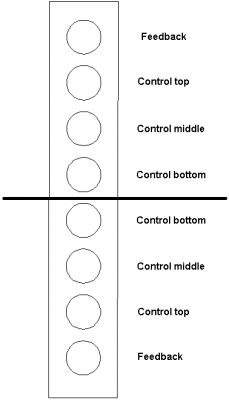 Feedback
Control top
Control middle
Control bottom
Control bottom
Control middle
Control top
Feedback